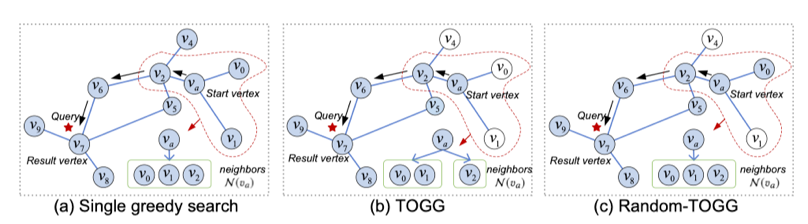 v4
v0
v2
va
v6
Start vertex
v5
Query
v9
v7
v1
Result vertex
va
v8
v0 v1 v2
neighbors
N(va)
(a) Single greedy search
v4
v0
v2
va
v6
Start vertex
v5
Query
v9
v7
v1
Result vertex
va
v8
v0 v1
v2
neighbors
N(va)
(b) TOGG
v4
v0
v2
va
v6
Start vertex
v5
Query
v9
v7
v1
Result vertex
va
v8
v0 v1 v2
neighbors
N(va)
(c) Random-TOGG